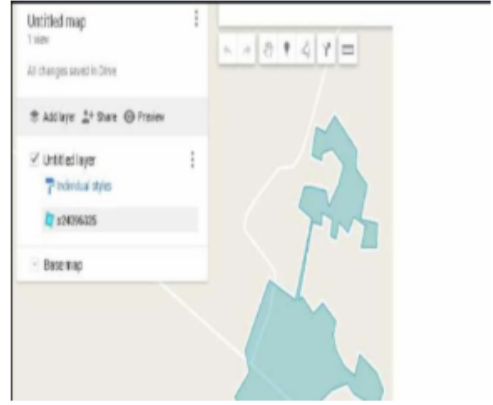 Untitled map
1 view
All changes saved in Drive
Add layer Share Preview
Untitled layer
Individual styles
Base map